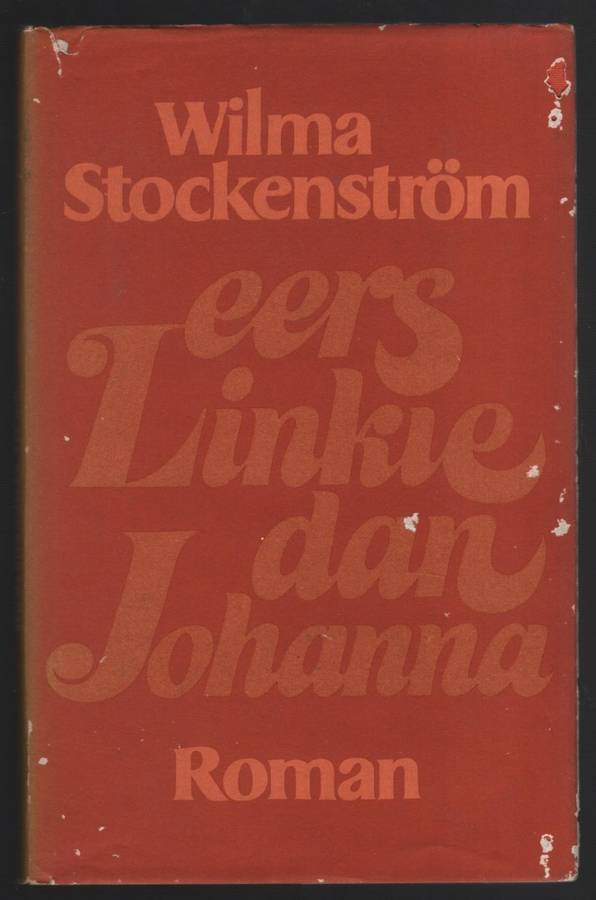 Wilma
Stockenström
eers
Linkie
dan
Johanna
Roman